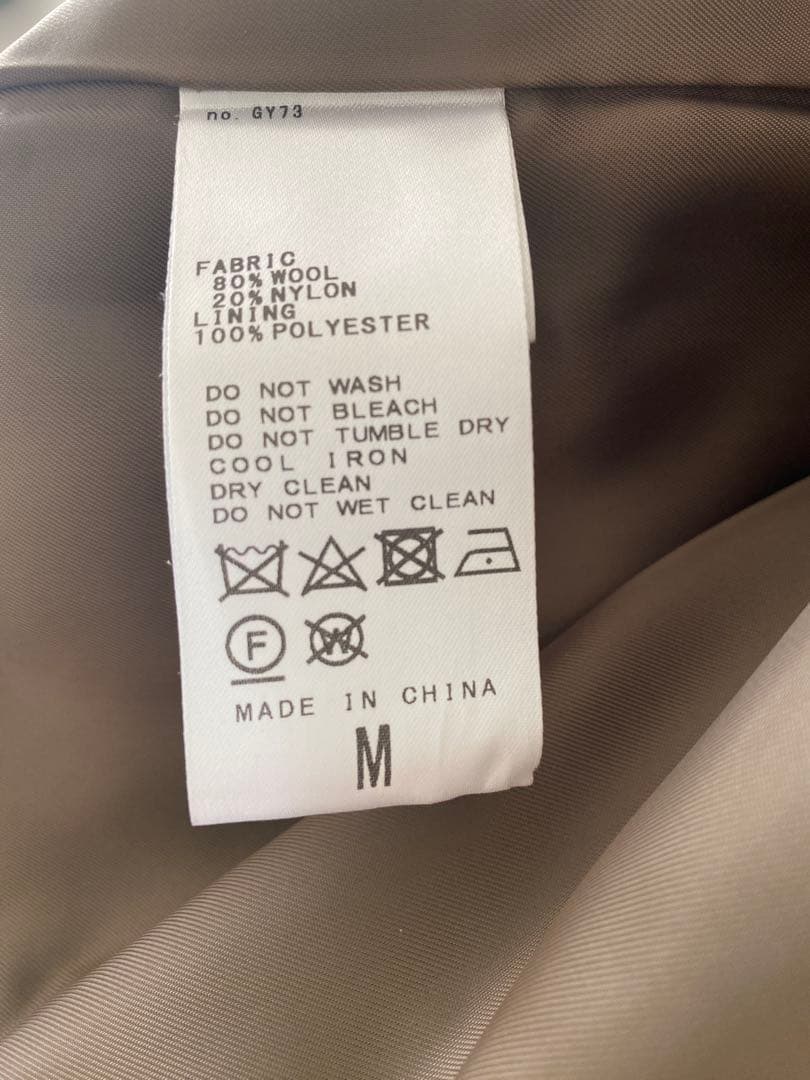 no. GY73
FABRIC
80% WOOL
20% NYLON
LINING
100% POLYESTER
DO NOT WASH
DO NOT BLEACH
DO NOT TUMBLE DRY
COOL IRON
DRY CLEAN
DO NOT WET CLEAN
F W
MADE IN CHINA
M